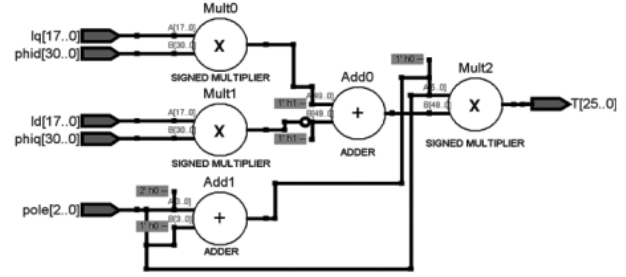 Mult0
Iq[17..0]
A[17..0]
phid[30..0]
B[30..0]
X
SIGNED MULTIPLIER
1' h0 --
Mult2
Mult1
Add0
X
T[25..0]
Id[17..0]
A[17..0]
1' h1 --
+
SIGNED MULTIPLIER
phiq[30..0]
B[30..0]
X
1' h1 --
ADDER
SIGNED MULTIPLIER
Add1
2' h0 --
pole[2..0]
A[3..0]
+
1' h0 --
B[3..0]
ADDER